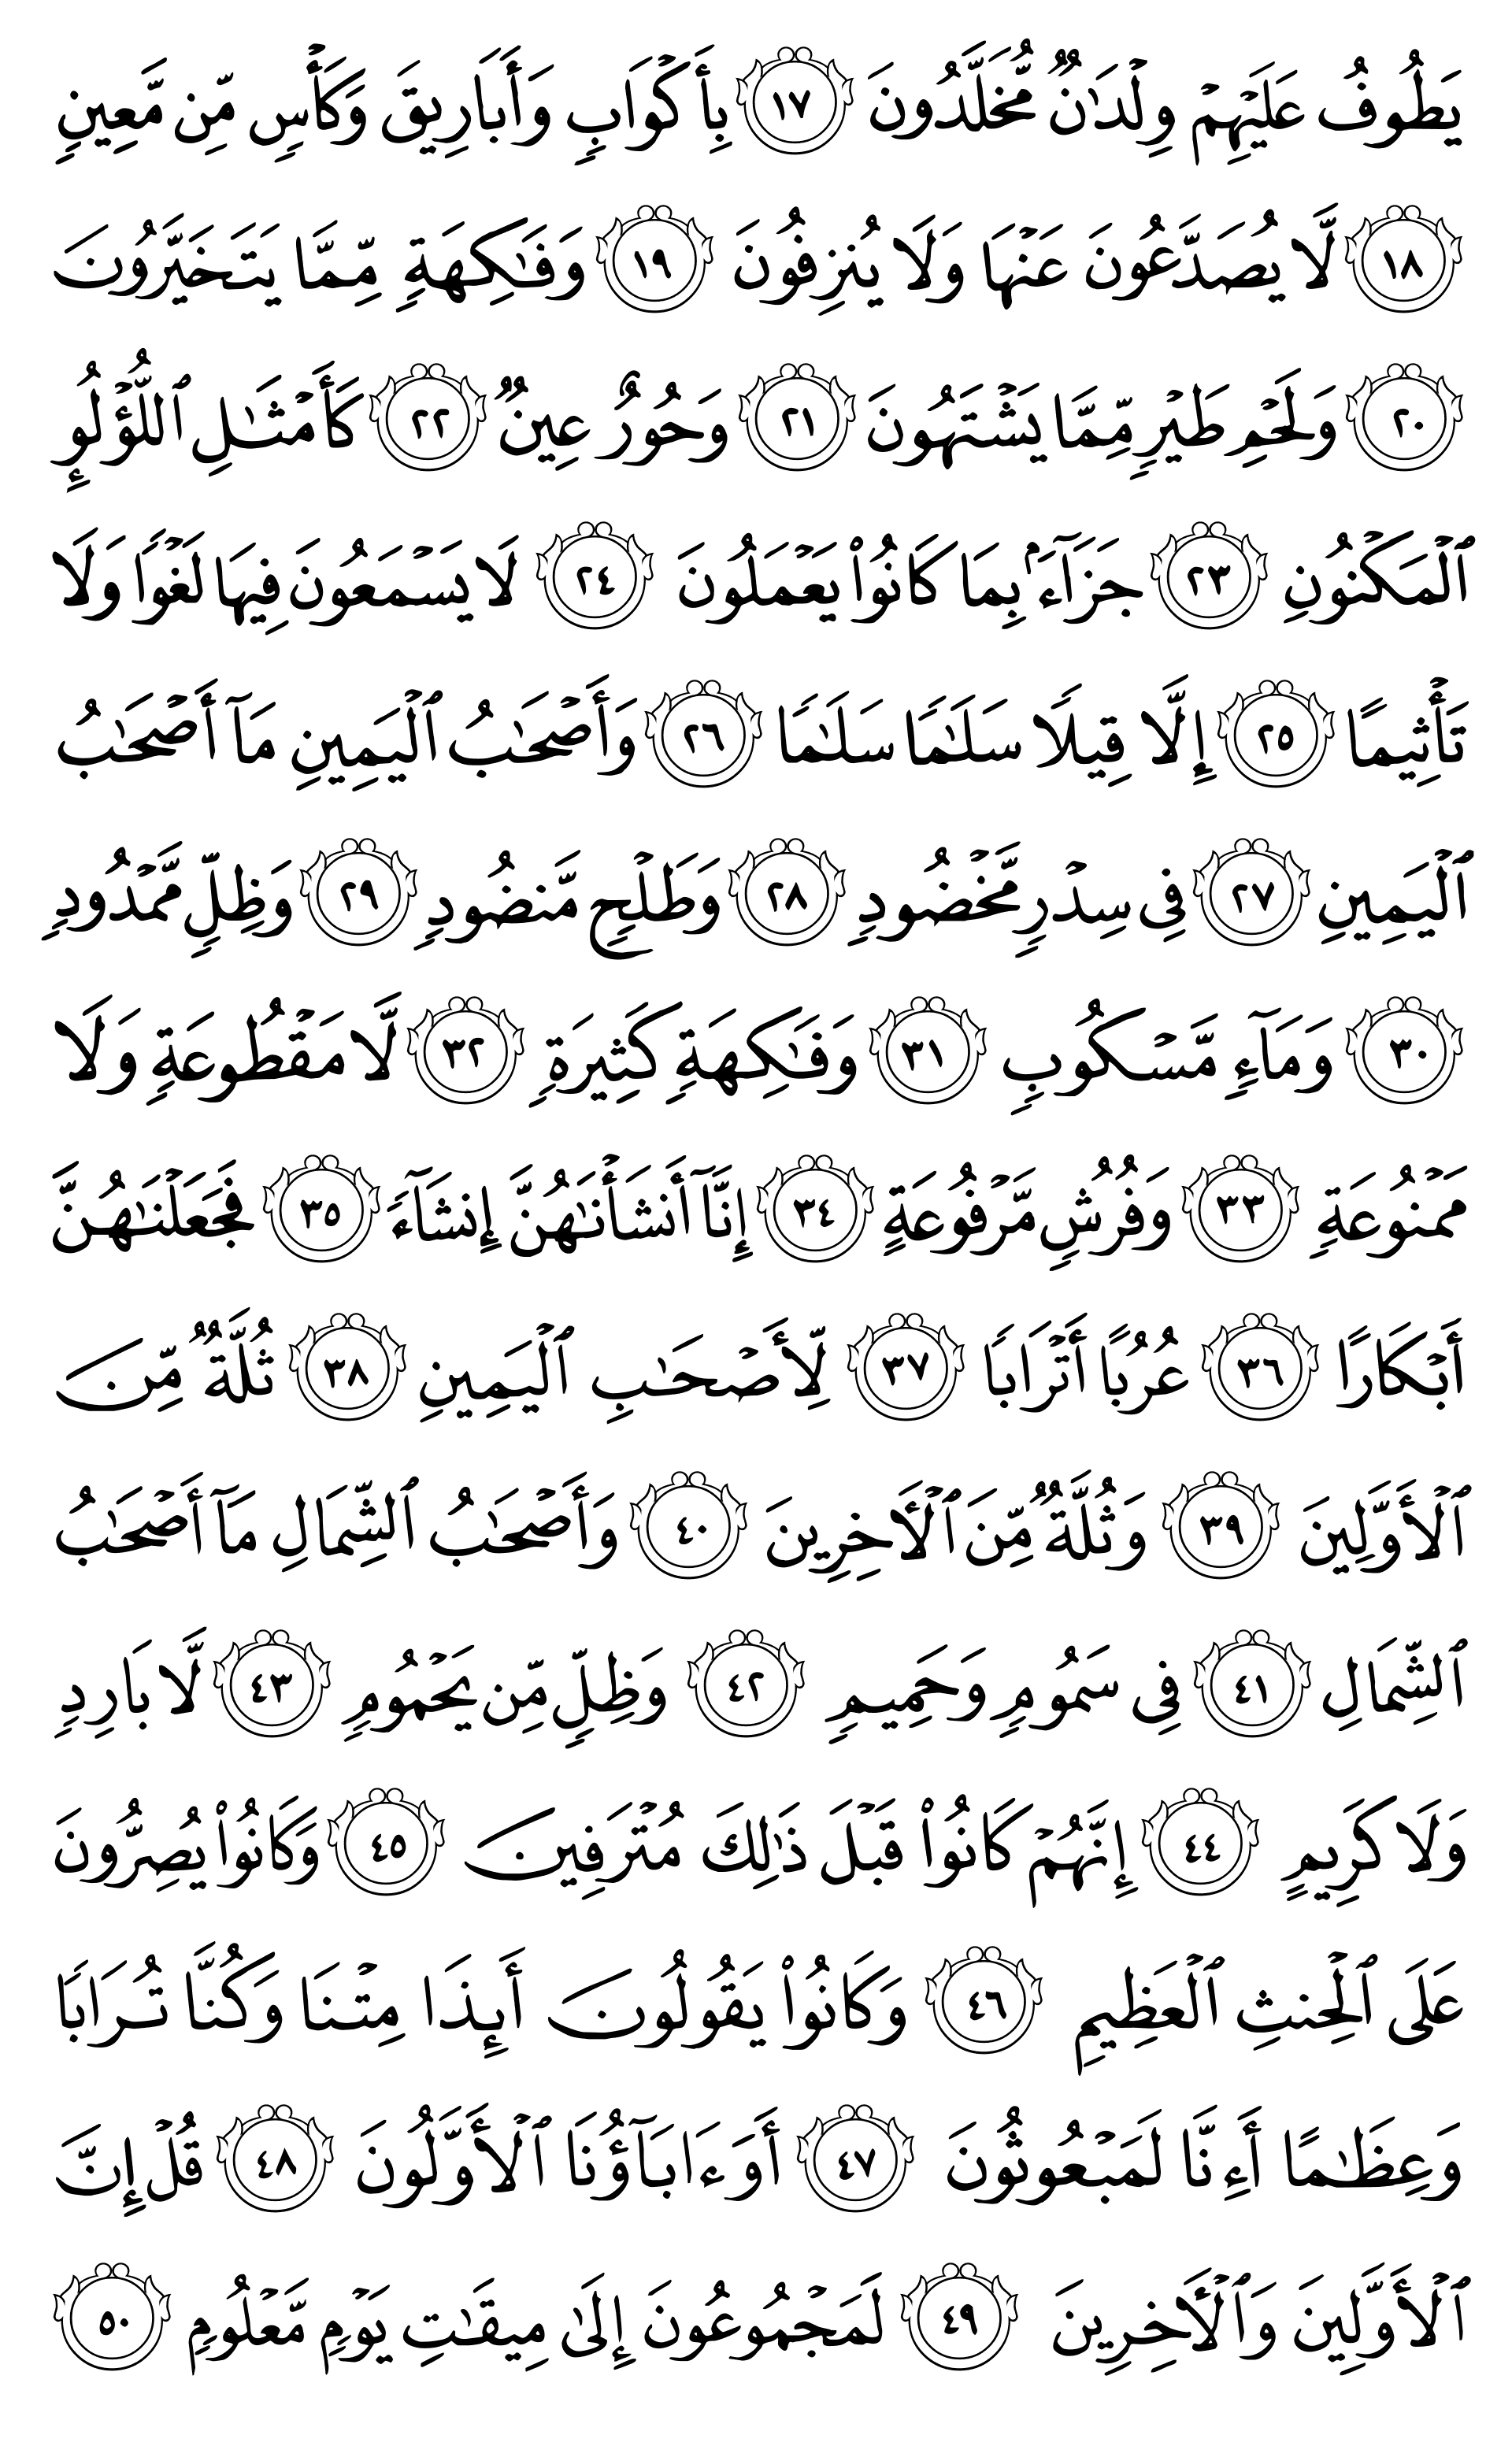 يَطُوفُ عَلَيۡهِمۡ وِلۡدَٰنٞ مُّخَلَّدُونَ ١٧ بِأَكۡوَابٖ وَأَبَارِيقَ وَكَأۡسٖ مِّن مَّعِينٖ
١٨ لَّا يُصَدَّعُونَ عَنۡهَا وَلَا يُنزِفُونَ ١٩ وَفَٰكِهَةٖ مِّمَّا يَتَخَيَّرُونَ
٢٠ وَلَحۡمِ طَيۡرٖ مِّمَّا يَشۡتَهُونَ ٢١ وَحُورٌ عِينٞ ٢٢ كَأَمۡثَٰلِ ٱللُّؤۡلُوِٕ
ٱلۡمَكۡنُونِ ٢٣ جَزَآءَۢ بِمَا كَانُواْ يَعۡمَلُونَ ٢٤ لَا يَسۡمَعُونَ فِيهَا لَغۡوٗا وَلَا
تَأۡثِيمًا ٢٥ إِلَّا قِيلٗا سَلَٰمٗا سَلَٰمٗا ٢٦ وَأَصۡحَٰبُ ٱلۡيَمِينِ مَآ أَصۡحَٰبُ
ٱلۡيَمِينِ ٢٧ فِي سِدۡرٖ مَّخۡضُودٖ ٢٨ وَطَلۡحٖ مَّنضُودٖ ٢٩ وَظِلّٖ مَّمۡدُودٖ
٣٠ وَمَآءٖ مَّسۡكُوبٖ ٣١ وَفَٰكِهَةٖ كَثِيرَةٖ ٣٢ لَّا مَقۡطُوعَةٖ وَلَا
مَمۡنُوعَةٖ ٣٣ وَفُرُشٖ مَّرۡفُوعَةٍ ٣٤ إِنَّآ أَنشَأۡنَٰهُنَّ إِنشَآءٗ ٣٥ فَجَعَلۡنَٰهُنَّ
أَبۡكَارًا ٣٦ عُرُبًا أَتۡرَابٗا ٣٧ لِّأَصۡحَٰبِ ٱلۡيَمِينِ ٣٨ ثُلَّةٞ مِّنَ
ٱلۡأَوَّلِينَ ٣٩ وَثُلَّةٞ مِّنَ ٱلۡأٓخِرِينَ ٤٠ وَأَصۡحَٰبُ ٱلشِّمَالِ مَآ أَصۡحَٰبُ
ٱلشِّمَالِ ٤١ فِي سَمُومٖ وَحَمِيمٖ ٤٢ وَظِلّٖ مِّن يَحۡمُومٖ ٤٣ لَّا بَارِدٖ
وَلَا كَرِيمٍ ٤٤ إِنَّهُمۡ كَانُواْ قَبۡلَ ذَٰلِكَ مُتۡرَفِينَ ٤٥ وَكَانُواْ يُصِرُّونَ
عَلَى ٱلۡحِنثِ ٱلۡعَظِيمِ ٤٦ وَكَانُواْ يَقُولُونَ أَئِذَا مِتۡنَا وَكُنَّا تُرَابٗا
وَعِظَٰمًا أَءِنَّا لَمَبۡعُوثُونَ ٤٧ أَوَءَابَآؤُنَا ٱلۡأَوَّلُونَ ٤٨ قُلۡ إِنَّ
ٱلۡأَوَّلِينَ وَٱلۡأٓخِرِينَ ٤٩ لَمَجۡمُوعُونَ إِلَىٰ مِيقَٰتِ يَوۡمٖ مَّعۡلُومٖ ٥٠